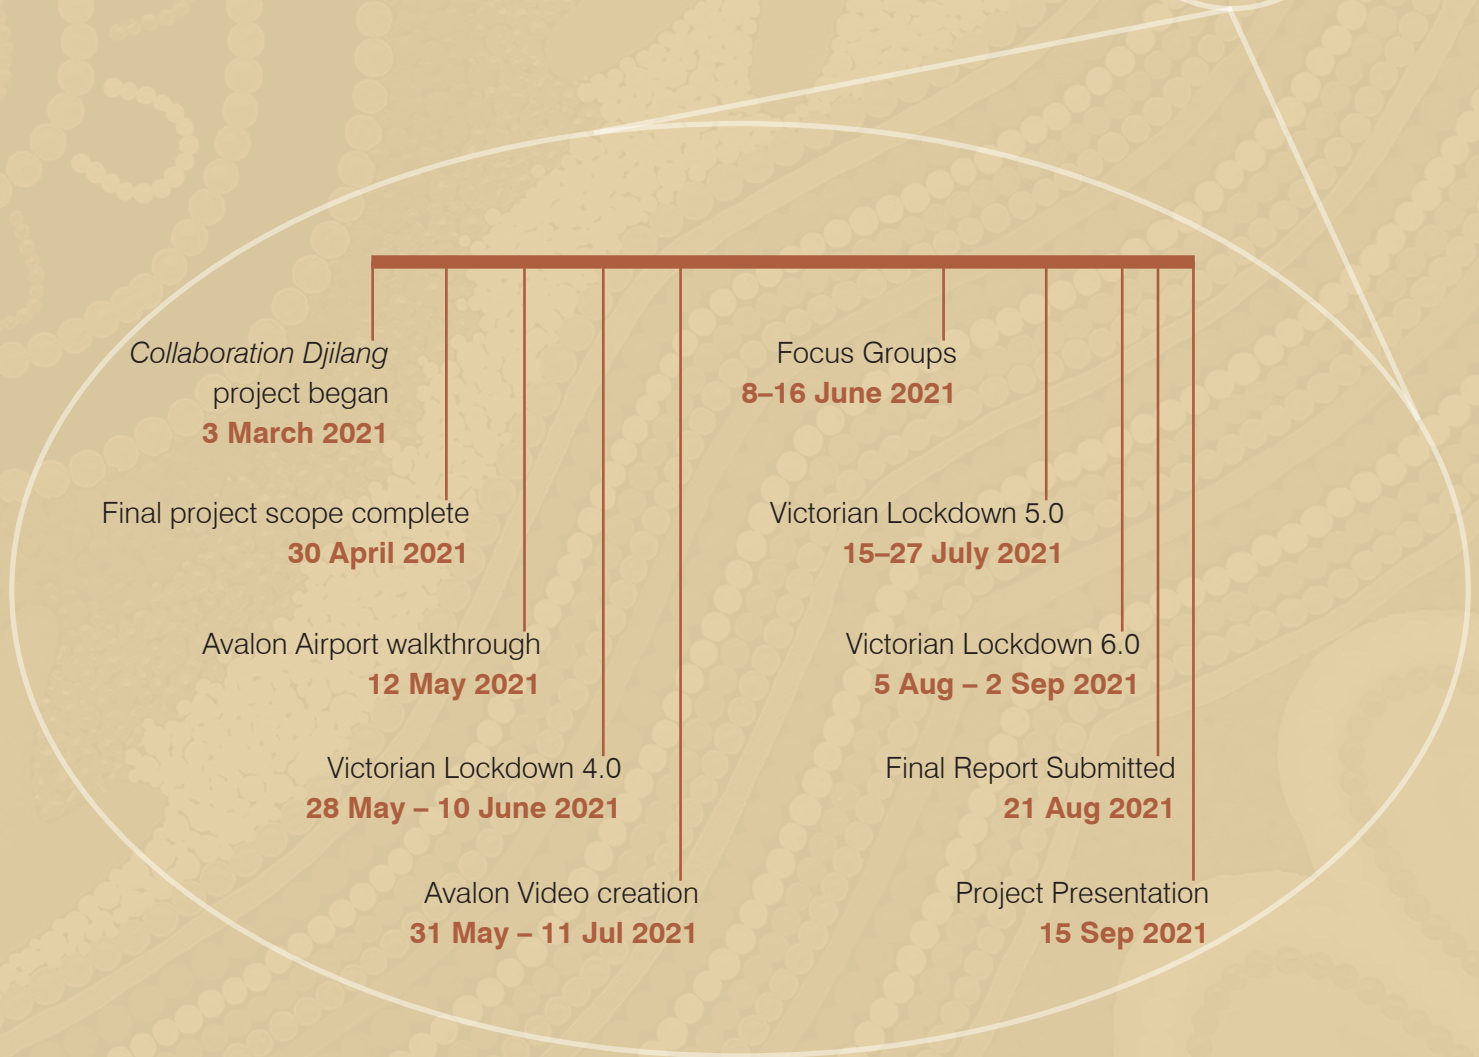 Collaboration Djilang
project began
3 March 2021
Final project scope complete
30 April 2021
Avalon Airport walkthrough
12 May 2021
Victorian Lockdown 4.0
28 May – 10 June 2021
Avalon Video creation
31 May – 11 Jul 2021
Focus Groups
8–16 June 2021
Victorian Lockdown 5.0
15–27 July 2021
Victorian Lockdown 6.0
5 Aug – 2 Sep 2021
Final Report Submitted
21 Aug 2021
Project Presentation
15 Sep 2021